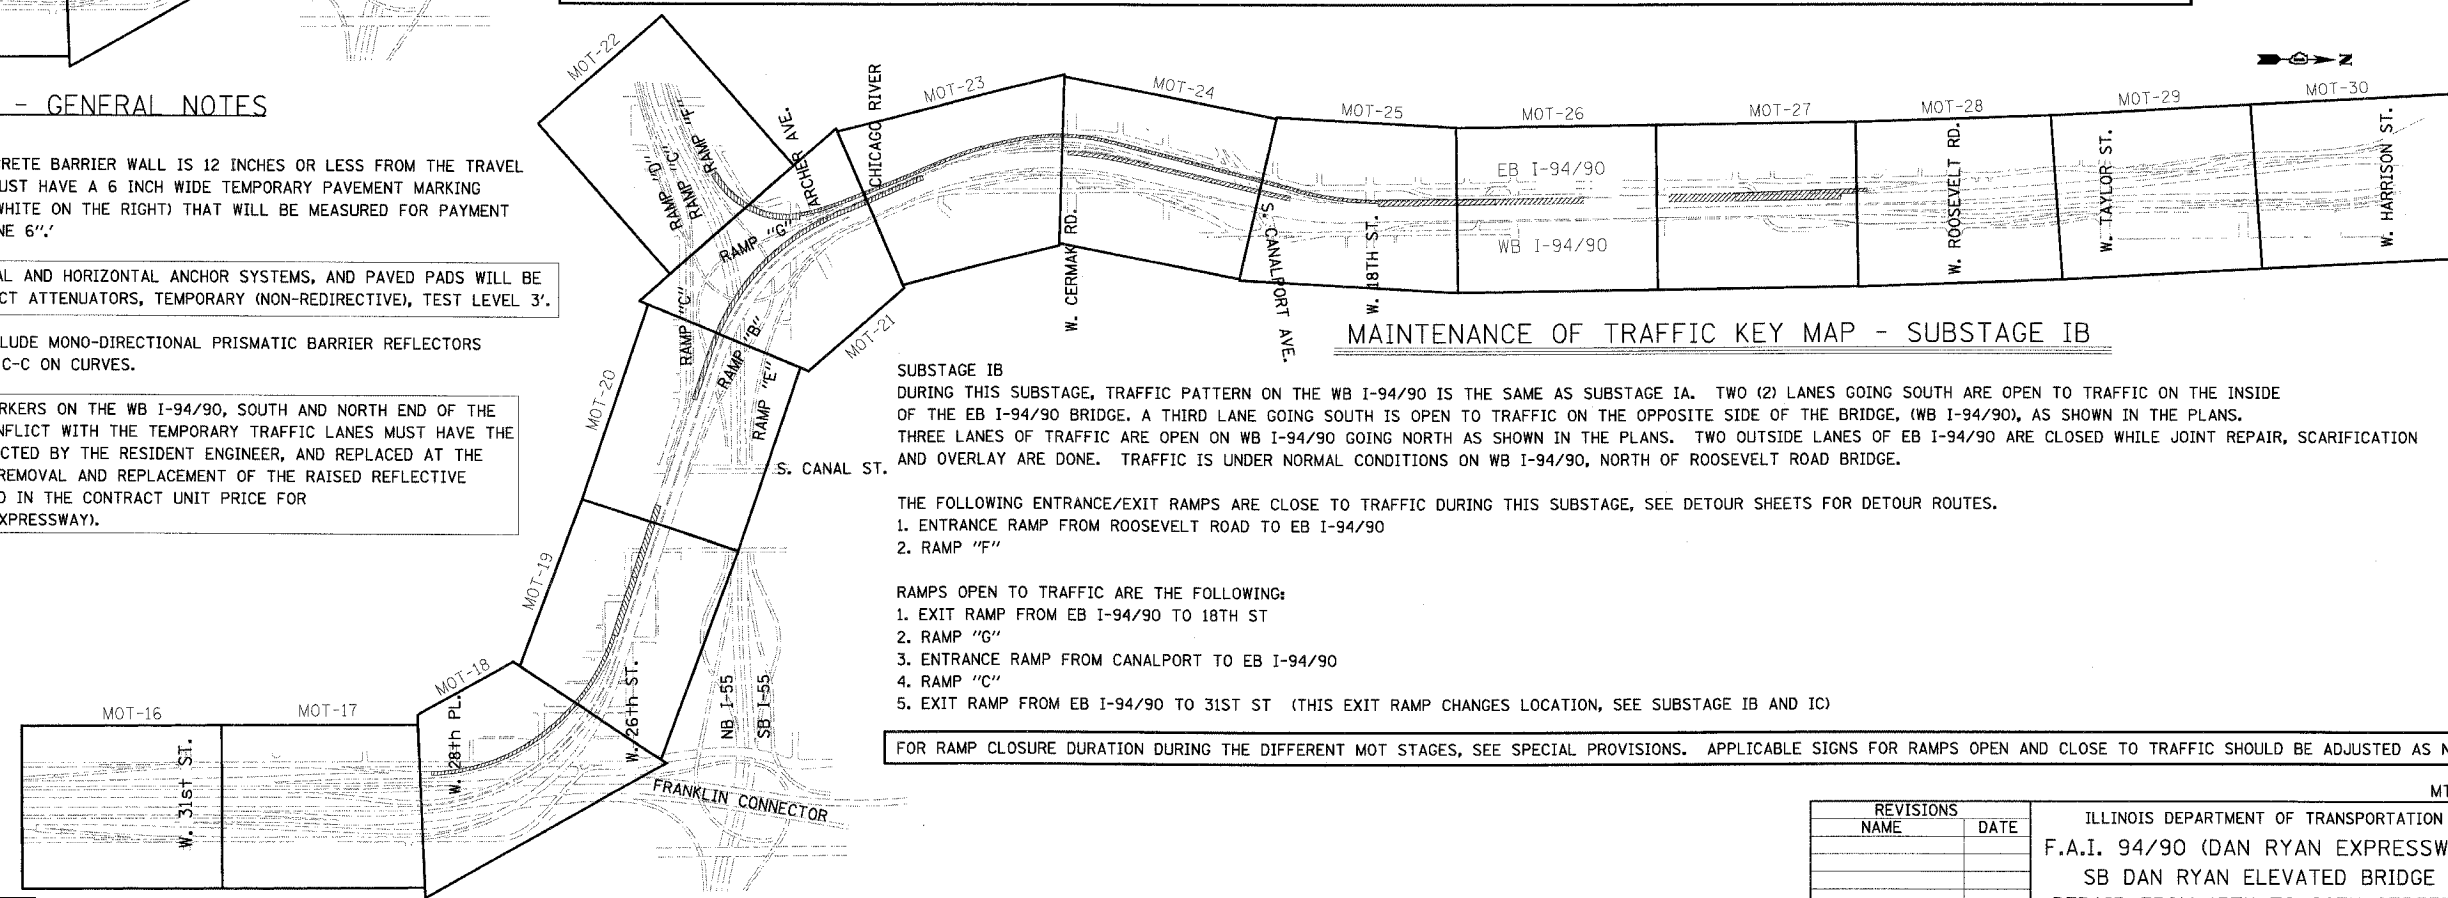 - GENERAL NOTES
CRETE BARRIER WALL IS 12 INCHES OR LESS FROM THE TRAVEL
UST HAVE A 6 INCH WIDE TEMPORARY PAVEMENT MARKING
WHITE ON THE RIGHT) THAT WILL BE MEASURED FOR PAYMENT
NE 6".'
AL AND HORIZONTAL ANCHOR SYSTEMS, AND PAVED PADS WILL BE
CT ATTENUATORS, TEMPORARY (NON-REDIRECTIVE), TEST LEVEL 3'.
LUDE MONO-DIRECTIONAL PRISMATIC BARRIER REFLECTORS
C-C ON CURVES.
RKERS ON THE WB I-94/90, SOUTH AND NORTH END OF THE
NFLICT WITH THE TEMPORARY TRAFFIC LANES MUST HAVE THE
CTED BY THE RESIDENT ENGINEER, AND REPLACED AT THE
REMOVAL AND REPLACEMENT OF THE RAISED REFLECTIVE
D IN THE CONTRACT UNIT PRICE FOR
XPRESSWAY).
MOT-16
MOT-17
MOT-18
MOT-19
MOT-20
MOT-21
MOT-22
MOT-23
MOT-24
MOT-25
MOT-26
MOT-27
MOT-28
MOT-29
MOT-30
N
W. 31st ST.
W. 28th PL.
W. 26th ST.
NB I-55
SB I-55
FRANKLIN CONNECTOR
S. CANAL ST.
RAMP "C"
RAMP "B"
RAMP "E"
RAMP "G"
RAMP "D"
RAMP "C"
RAMP "F"
ARCHER AVE.
CHICAGO RIVER
W. CERMAK RD.
S. CANALPORT AVE.
W. 18TH ST.
EB I-94/90
WB I-94/90
W. ROOSEVELT RD.
W. TAYLOR ST.
W. HARRISON ST.
MAINTENANCE OF TRAFFIC KEY MAP - SUBSTAGE IB
SUBSTAGE IB
DURING THIS SUBSTAGE, TRAFFIC PATTERN ON THE WB I-94/90 IS THE SAME AS SUBSTAGE IA. TWO (2) LANES GOING SOUTH ARE OPEN TO TRAFFIC ON THE INSIDE
OF THE EB I-94/90 BRIDGE. A THIRD LANE GOING SOUTH IS OPEN TO TRAFFIC ON THE OPPOSITE SIDE OF THE BRIDGE, (WB I-94/90), AS SHOWN IN THE PLANS.
THREE LANES OF TRAFFIC ARE OPEN ON WB I-94/90 GOING NORTH AS SHOWN IN THE PLANS. TWO OUTSIDE LANES OF EB I-94/90 ARE CLOSED WHILE JOINT REPAIR, SCARIFICATION
AND OVERLAY ARE DONE. TRAFFIC IS UNDER NORMAL CONDITIONS ON WB I-94/90, NORTH OF ROOSEVELT ROAD BRIDGE.
THE FOLLOWING ENTRANCE/EXIT RAMPS ARE CLOSE TO TRAFFIC DURING THIS SUBSTAGE, SEE DETOUR SHEETS FOR DETOUR ROUTES.
1. ENTRANCE RAMP FROM ROOSEVELT ROAD TO EB I-94/90
2. RAMP "F"
RAMPS OPEN TO TRAFFIC ARE THE FOLLOWING:
1. EXIT RAMP FROM EB I-94/90 TO 18TH ST
2. RAMP "G"
3. ENTRANCE RAMP FROM CANALPORT TO EB I-94/90
4. RAMP "C"
5. EXIT RAMP FROM EB I-94/90 TO 31ST ST (THIS EXIT RAMP CHANGES LOCATION, SEE SUBSTAGE IB AND IC)
FOR RAMP CLOSURE DURATION DURING THE DIFFERENT MOT STAGES, SEE SPECIAL PROVISIONS. APPLICABLE SIGNS FOR RAMPS OPEN AND CLOSE TO TRAFFIC SHOULD BE ADJUSTED AS N
MT
REVISIONS
NAME DATE
ILLINOIS DEPARTMENT OF TRANSPORTATION
F.A.I. 94/90 (DAN RYAN EXPRESSW
SB DAN RYAN ELEVATED BRIDGE